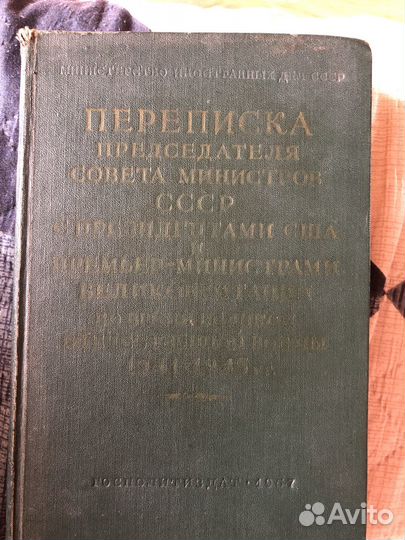 МИНИСТЕРСТВО ИНОСТРАННЫХ ДЕЛ СССР
ПЕРЕПИСКА
ПРЕДСЕДАТЕЛЯ
СОВЕТА МИНИСТРОВ
СССР
С ПРЕЗИДЕНТАМИ США
И
ПРЕМЬЕР-МИНИСТРАМИ
ВЕЛИКОБРИТАНИИ
ВО ВРЕМЯ ВЕЛИКОЙ
ОТЕЧЕСТВЕННОЙ ВОЙНЫ
1941-1945 гг.
ГОСПОЛИТИЗДАТ · 1957
Avito